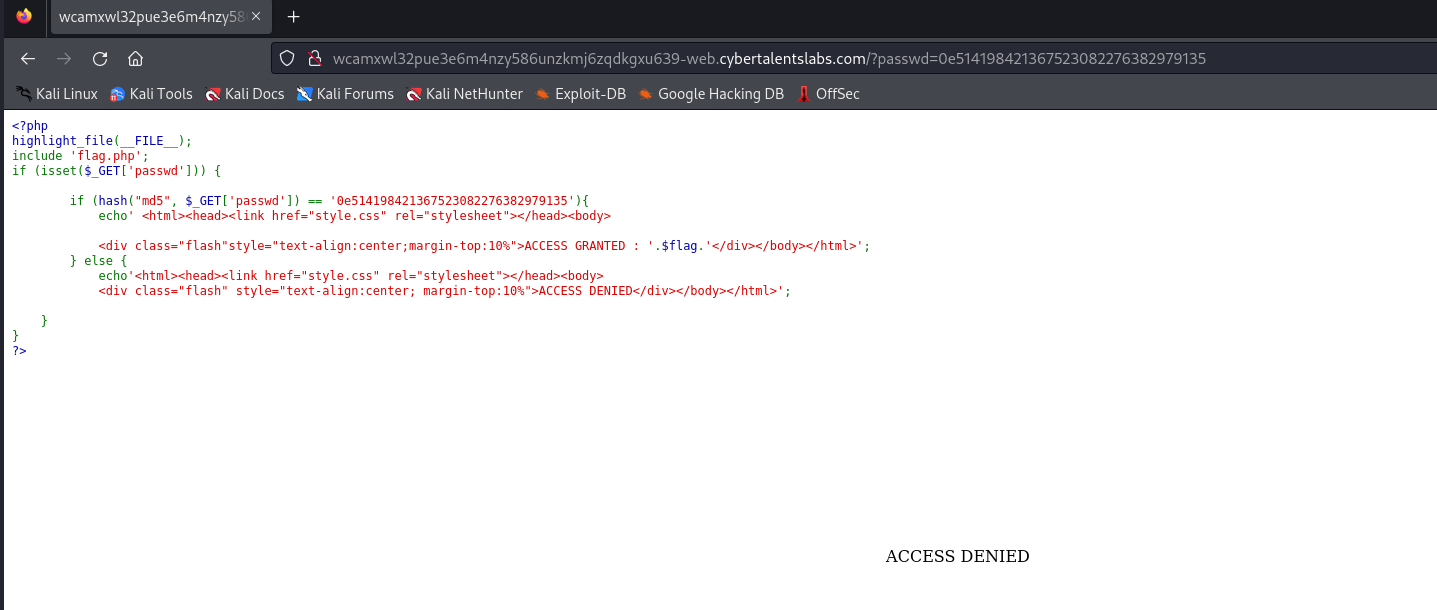 wcamxwl32pue3e6m4nzy58
wcamxwl32pue3e6m4nzy586unzkmj6zqdkgxu639-web.cybertalentslabs.com/?passwd=0e514198421367523082276382979135
Kali Linux Kali Tools Kali Docs Kali Forums Kali NetHunter Exploit-DB Google Hacking DB OffSec
<?php
highlight_file(__FILE__);
include 'flag.php';
if (isset($_GET['passwd'])) {
if (hash("md5", $_GET['passwd']) == '0e514198421367523082276382979135'){
echo' <html><head><link href="style.css" rel="stylesheet"></head><body>
<div class="flash"style="text-align:center;margin-top:10%">ACCESS GRANTED : '.$flag.'</div></body></html>';
} else {
echo'<html><head><link href="style.css" rel="stylesheet"></head><body>
<div class="flash" style="text-align:center; margin-top:10%">ACCESS DENIED</div></body></html>';
}
}
?>
ACCESS DENIED